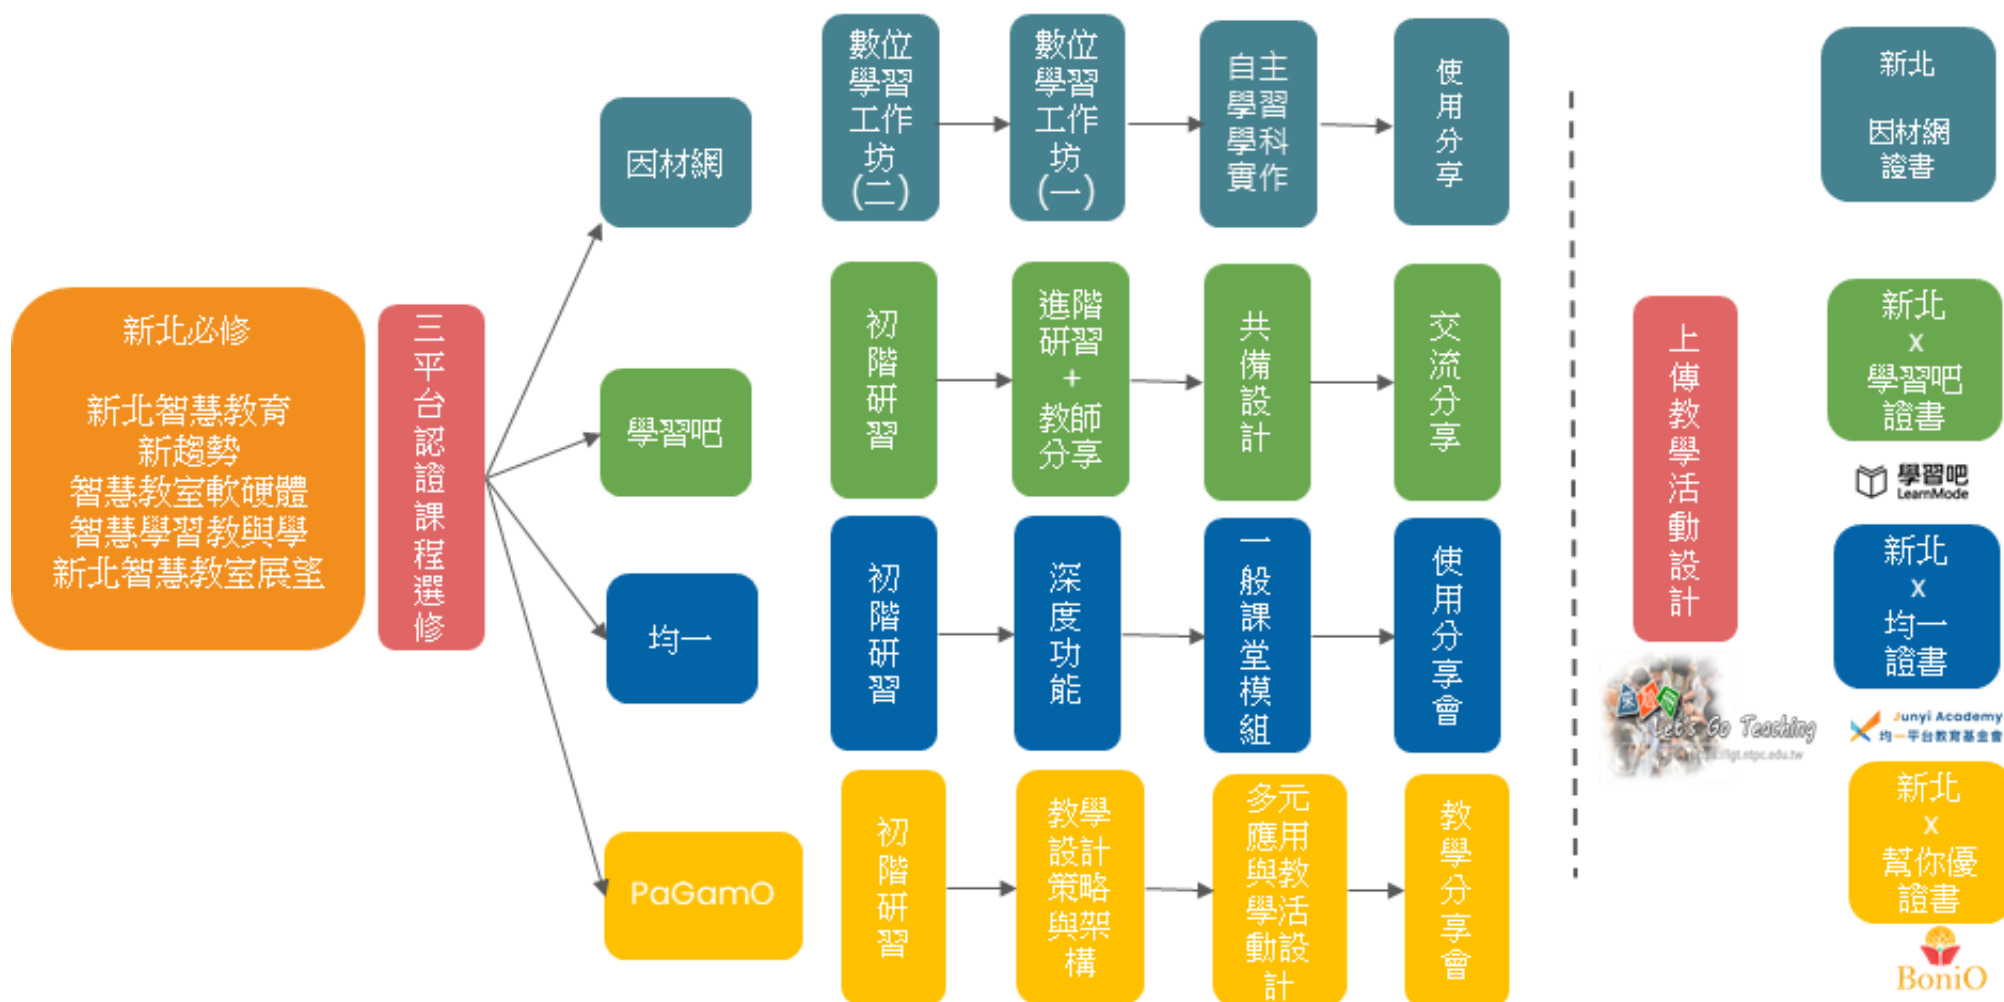 新北必修
新北智慧教育
新趨勢
智慧教室軟硬體
智慧學習教與學
新北智慧教室展望
三平台認證課程選修
因材網
數位
學習
工作
坊
(二)
數位
學習
工作
坊
(一)
自主
學習
學科
實作
使用分享
學習吧
初階研習
進階
研習
+
教師
分享
共備設計
交流分享
均一
初階研習
深度功能
一般課堂模組
使用分享會
PaGamO
初階研習
教學
設計
策略
與架
構
多元
應用
與教
學活
動設
計
教學分享會
上傳教學活動設計
Let's Go Teaching
新北
因材網
證書
新北
x
學習吧
證書
學習吧
LearnMode
新北
x
均一
證書
Junyi Academy
均一平台教育基金會
新北
x
幫你優
證書
BoniO